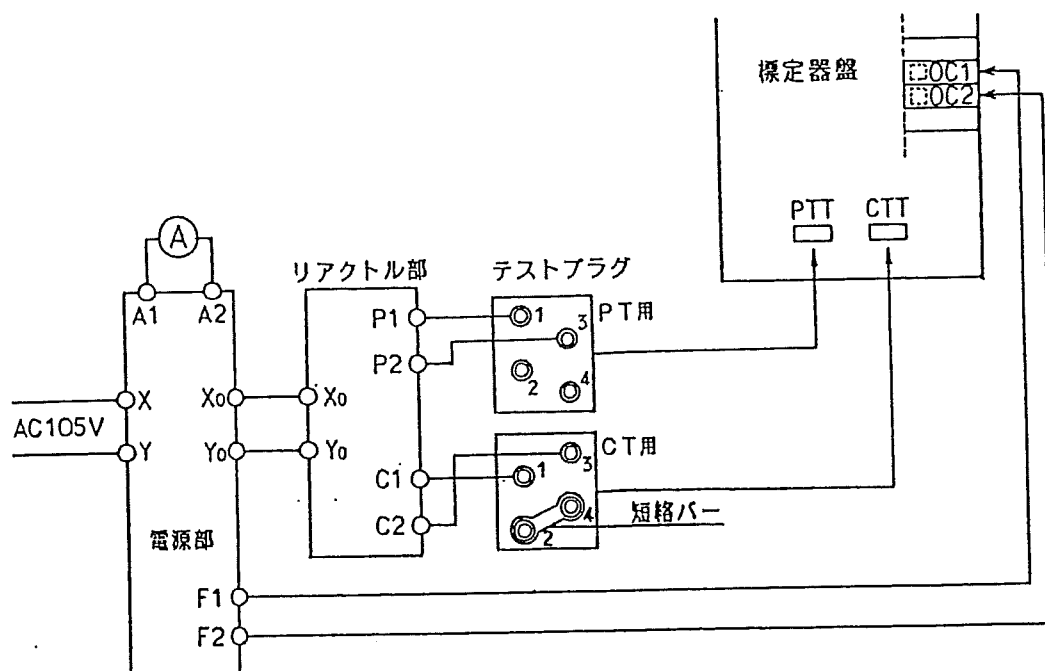 標定器盤
OC1
OC2
PTT
CTT
A
A1
A2
リアクトル部
テストプラグ
P1
P2
1
3
2
4
PT用
X
Y
AC105V
Xo
Yo
Xo
Yo
C1
C2
1
3
2
4
CT用
短絡バー
電源部
F1
F2